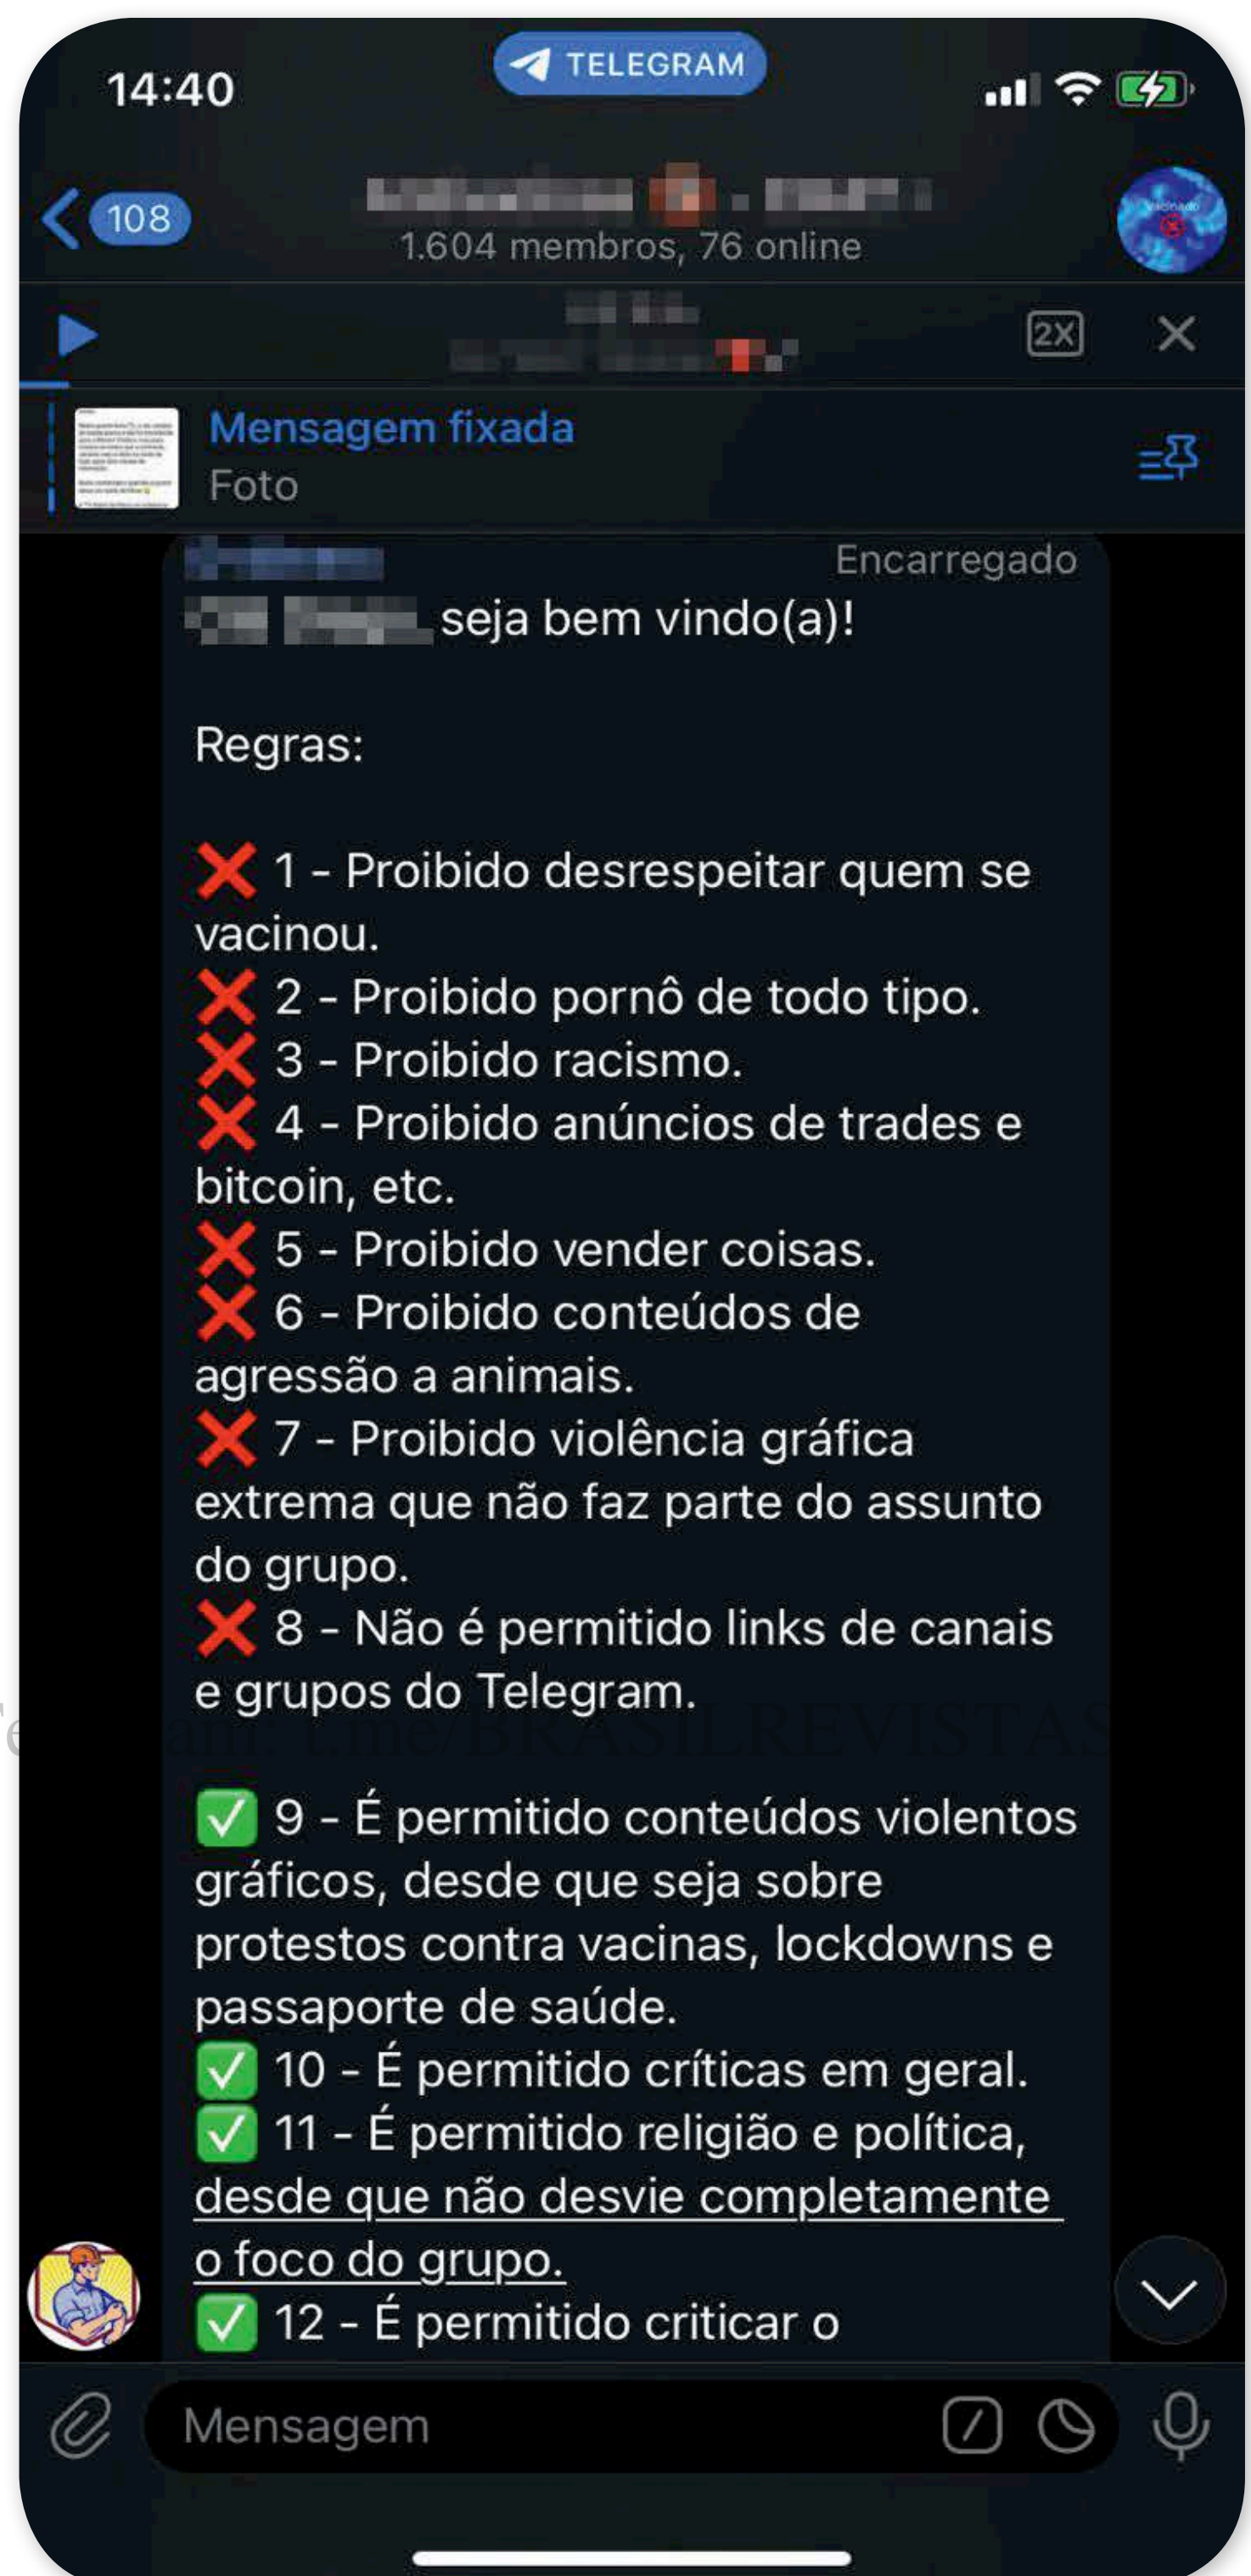 14:40
TELEGRAM
108
1.604 membros, 76 online
2X
Mensagem fixada
Foto
Encarregado
seja bem vindo(a)!
Regras:
❌ 1 - Proibido desrespeitar quem se
vacinou.
❌ 2 - Proibido pornô de todo tipo.
❌ 3 - Proibido racismo.
❌ 4 - Proibido anúncios de trades e
bitcoin, etc.
❌ 5 - Proibido vender coisas.
❌ 6 - Proibido conteúdos de
agressão a animais.
❌ 7 - Proibido violência gráfica
extrema que não faz parte do assunto
do grupo.
❌ 8 - Não é permitido links de canais
e grupos do Telegram.
t.me/BRASILREVISTAS
✅ 9 - É permitido conteúdos violentos
gráficos, desde que seja sobre
protestos contra vacinas, lockdowns e
passaporte de saúde.
✅ 10 - É permitido críticas em geral.
✅ 11 - É permitido religião e política,
desde que não desvie completamente
o foco do grupo.
✅ 12 - É permitido criticar o
Mensagem